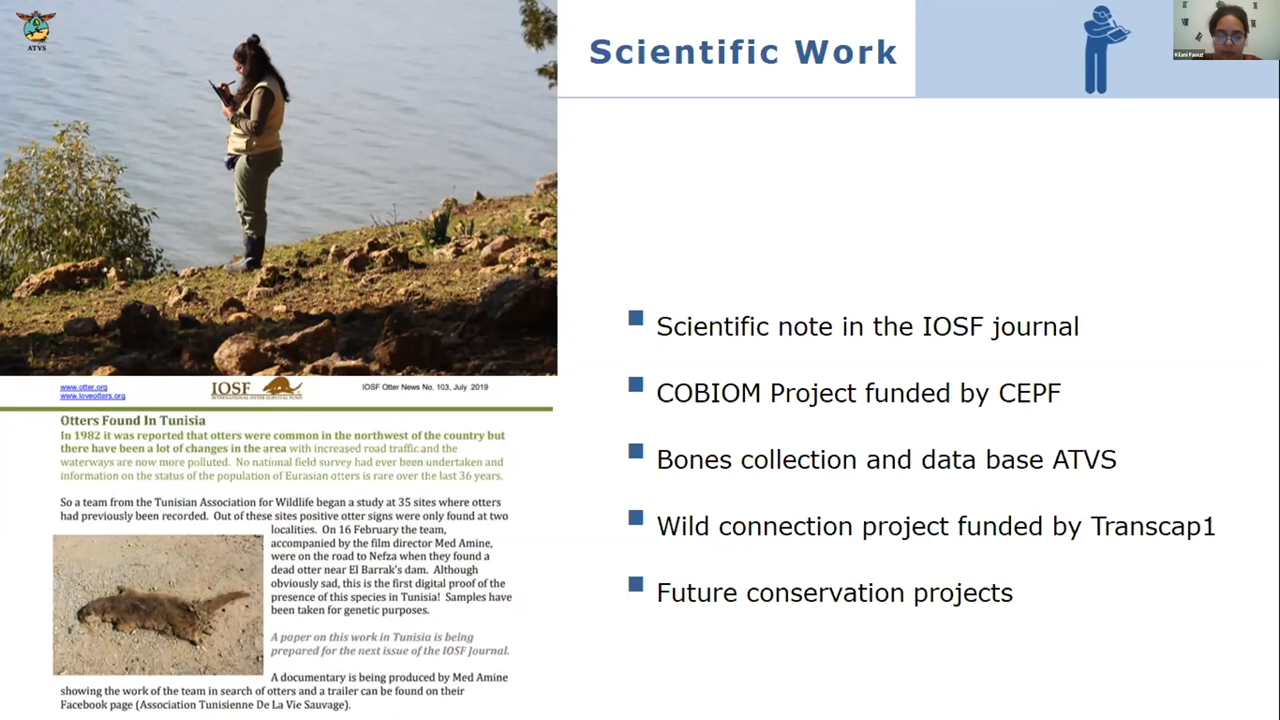 ATVS
Scientific Work
Kilani Faouz
Scientific note in the IOSF journal
COBIOM Project funded by CEPF
Bones collection and data base ATVS
Wild connection project funded by Transcap1
Future conservation projects
www.otter.org
www.loveotters.org
IOSF
INTERNATIONAL OTTER SURVIVAL FUND
IOSF Otter News No. 103, July 2019
Otters Found In Tunisia
In 1982 it was reported that otters were common in the northwest of the country but
there have been a lot of changes in the area with increased road traffic and the
waterways are now more polluted. No national field survey had ever been undertaken and
information on the status of the population of Eurasian otters is rare over the last 36 years.
So a team from the Tunisian Association for Wildlife began a study at 35 sites where otters
had previously been recorded. Out of these sites positive otter signs were only found at two
localities. On 16 February the team,
accompanied by the film director Med Amine,
were on the road to Nefza when they found a
dead otter near El Barrak's dam. Although
obviously sad, this is the first digital proof of the
presence of this species in Tunisia! Samples have
been taken for genetic purposes.
A paper on this work in Tunisia is being
prepared for the next issue of the IOSF Journal.
A documentary is being produced by Med Amine
showing the work of the team in search of otters and a trailer can be found on their
Facebook page (Association Tunisienne De La Vie Sauvage).